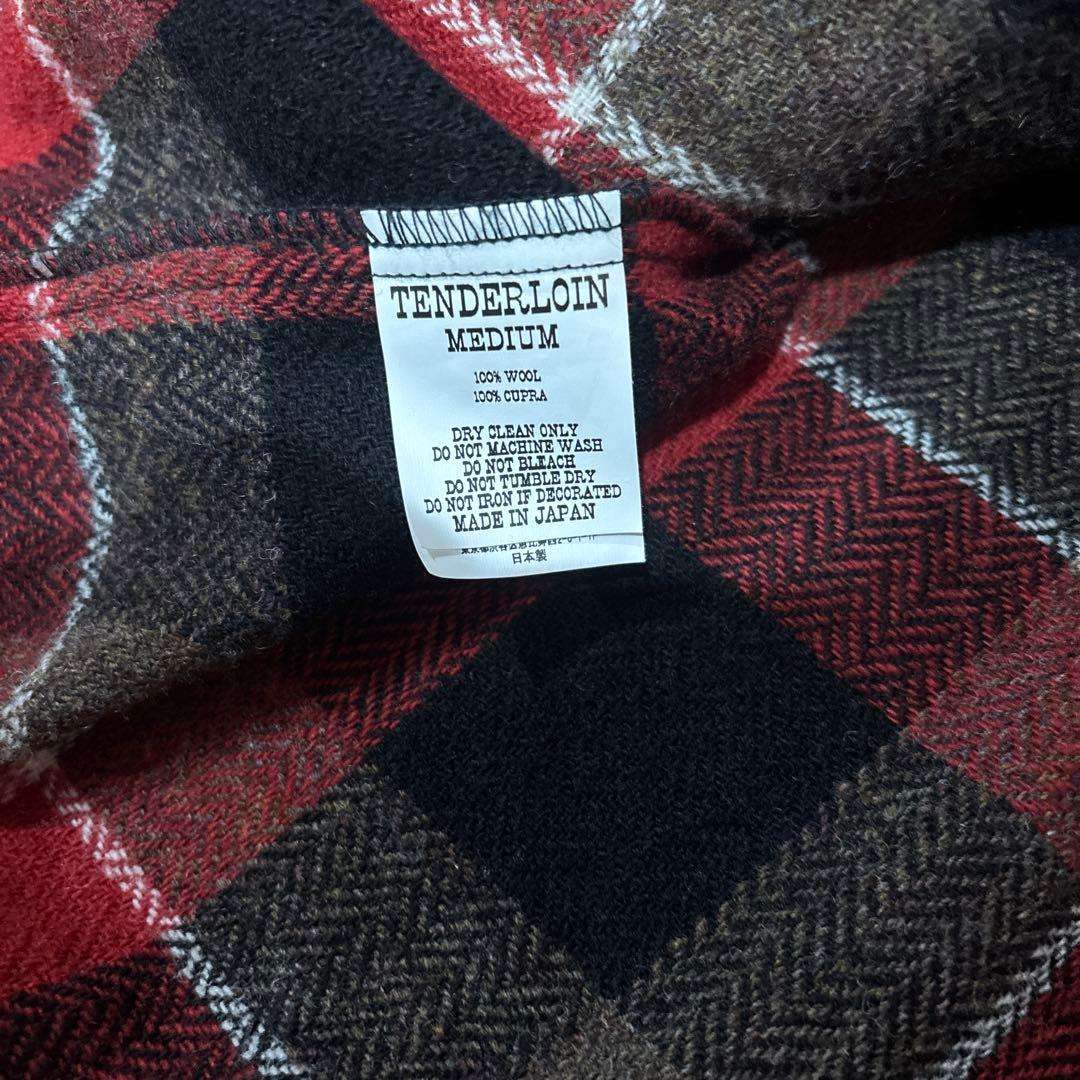 TENDERLOIN
MEDIUM
100% WOOL
100% CUPRA
DRY CLEAN ONLY
DO NOT MACHINE WASH
DO NOT BLEACH
DO NOT TUMBLE DRY
DO NOT IRON IF DECORATED
MADE IN JAPAN
日本製